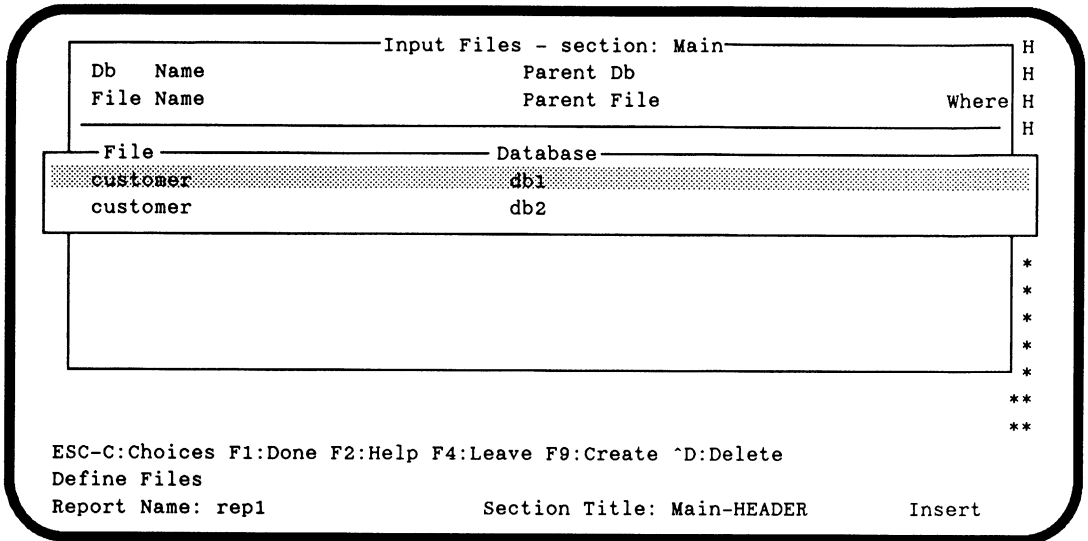 Input Files - section: Main H
Db Name Parent Db H
File Name Parent File Where H
H
File Database
customer db1
customer db2
*
*
*
*
*
**
**
ESC-C:Choices F1:Done F2:Help F4:Leave F9:Create ^D:Delete
Define Files
Report Name: rep1 Section Title: Main-HEADER Insert